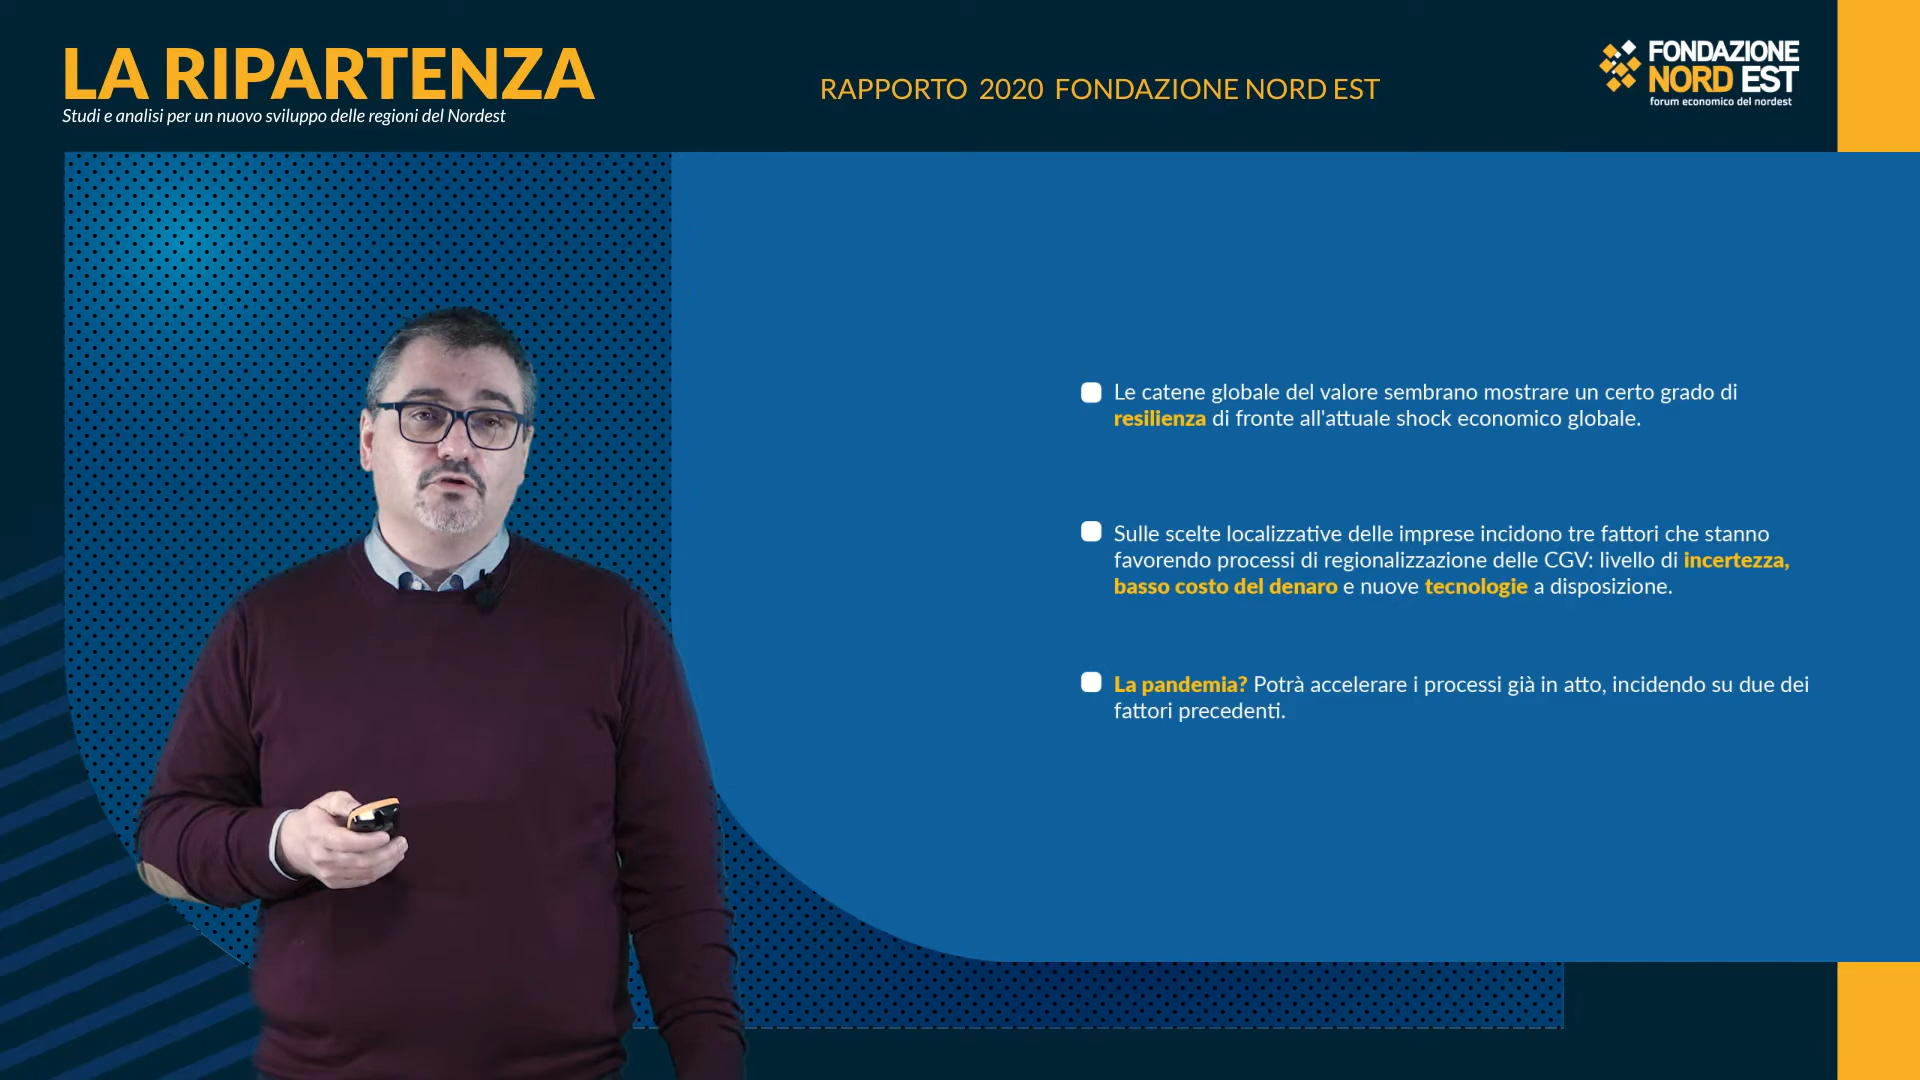 LA RIPARTENZA
Studi e analisi per un nuovo sviluppo delle regioni del Nordest
RAPPORTO 2020 FONDAZIONE NORD EST
FONDAZIONE
NORD EST
forum economico del nordest
Le catene globale del valore sembrano mostrare un certo grado di
resilienza di fronte all'attuale shock economico globale.
Sulle scelte localizzative delle imprese incidono tre fattori che stanno
favorendo processi di regionalizzazione delle CGV: livello di incertezza,
basso costo del denaro e nuove tecnologie a disposizione.
La pandemia? Potrà accelerare i processi già in atto, incidendo su due dei
fattori precedenti.